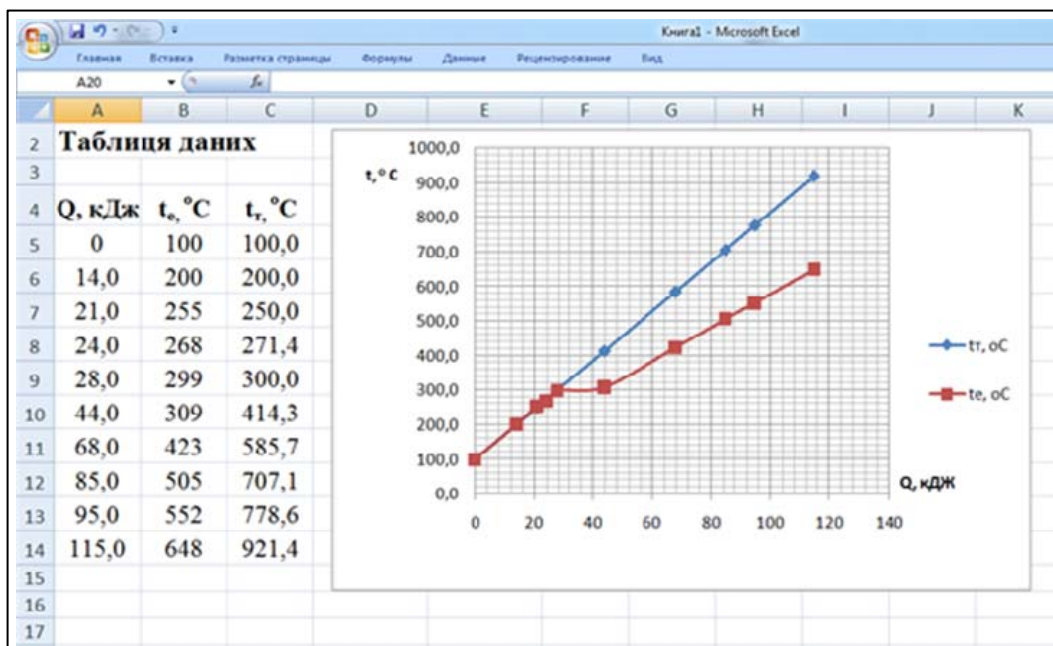 Книга1 - Microsoft Excel
Главная Вставка Разметка страницы Формулы Данные Рецензирование Вид
A20 fx
A B C D E F G H I J K
2 Таблиця даних
3
4 Q, кДж tₑ, °C tₜ, °C
5 0 100 100,0
6 14,0 200 200,0
7 21,0 255 250,0
8 24,0 268 271,4
9 28,0 299 300,0
10 44,0 309 414,3
11 68,0 423 585,7
12 85,0 505 707,1
13 95,0 552 778,6
14 115,0 648 921,4
15
16
17
t, ° C
1000,0
900,0
800,0
700,0
600,0
500,0
400,0
300,0
200,0
100,0
0,0
0 20 40 60 80 100 120 140
Q, кДЖ
tт, oC
te, oC